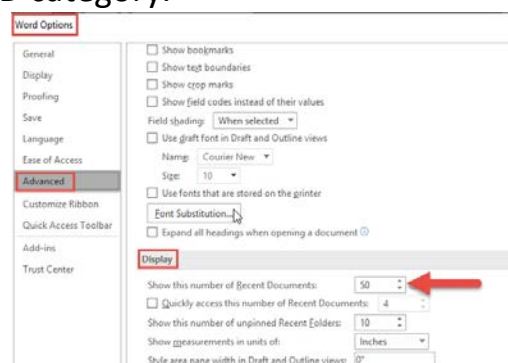 Word Options
General
Display
Proofing
Save
Language
Ease of Access
Advanced
Customize Ribbon
Quick Access Toolbar
Add-ins
Trust Center
Show bookmarks
Show text boundaries
Show crop marks
Show field codes instead of their values
Field shading: When selected
Use draft font in Draft and Outline views
Name: Courier New
Size: 10
Use fonts that are stored on the printer
Font Substitution...
Expand all headings when opening a document
Display
Show this number of Recent Documents: 50
Quickly access this number of Recent Documents: 4
Show this number of unpinned Recent Folders: 10
Show measurements in units of: Inches
Style area pane width in Draft and Outline views: 0"